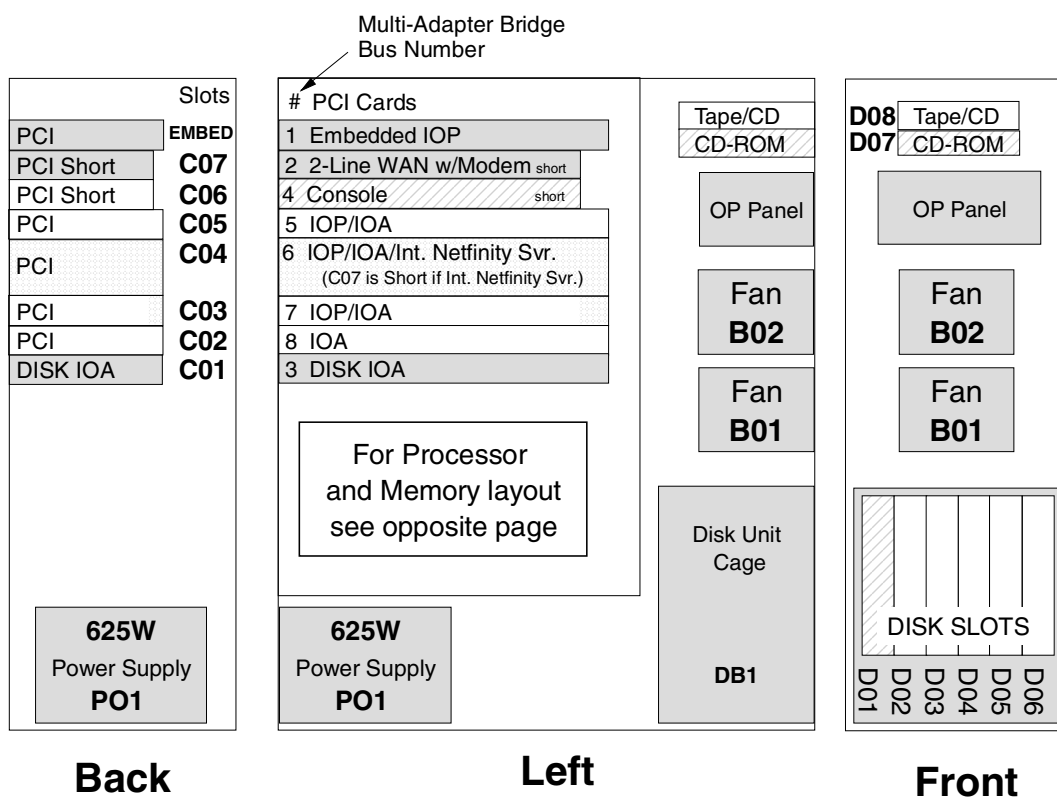 Multi-Adapter Bridge
Bus Number
Slots
PCI EMBED
PCI Short C07
PCI Short C06
PCI C05
PCI C04
PCI C03
PCI C02
DISK IOA C01
625W
Power Supply
PO1
Back
# PCI Cards
1 Embedded IOP
2 2-Line WAN w/Modem short
4 Console short
5 IOP/IOA
6 IOP/IOA/Int. Netfinity Svr.
(C07 is Short if Int. Netfinity Svr.)
7 IOP/IOA
8 IOA
3 DISK IOA
For Processor
and Memory layout
see opposite page
625W
Power Supply
PO1
Tape/CD
CD-ROM
OP Panel
Fan
B02
Fan
B01
Disk Unit
Cage
DB1
Left
D08 Tape/CD
D07 CD-ROM
OP Panel
Fan
B02
Fan
B01
DISK SLOTS
D01 D02 D03 D04 D05 D06
Front